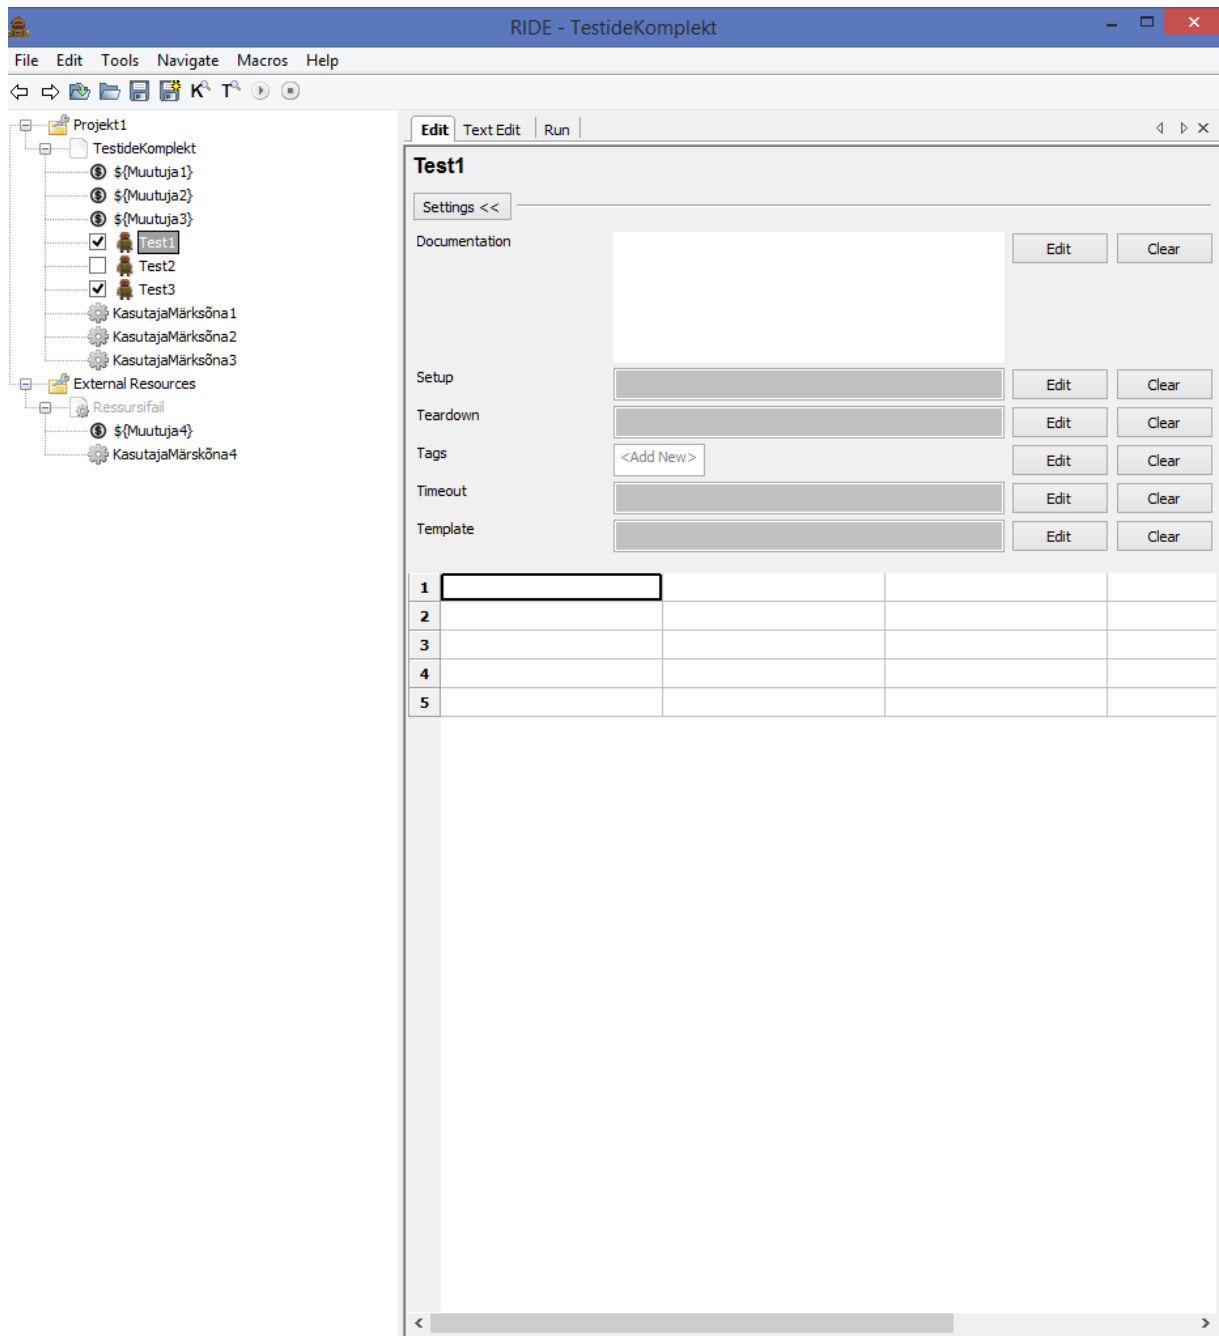 RIDE - TestideKomplekt
File Edit Tools Navigate Macros Help
K T
Projekt1
TestideKomplekt
${Muutuja1}
${Muutuja2}
${Muutuja3}
Test1
Test2
Test3
KasutajaMärksõna1
KasutajaMärksõna2
KasutajaMärksõna3
External Resources
Ressursifail
${Muutuja4}
KasutajaMärskõna4
Edit Text Edit Run
Test1
Settings <<
Documentation Edit Clear
Setup Edit Clear
Teardown Edit Clear
Tags <Add New> Edit Clear
Timeout Edit Clear
Template Edit Clear
1
2
3
4
5